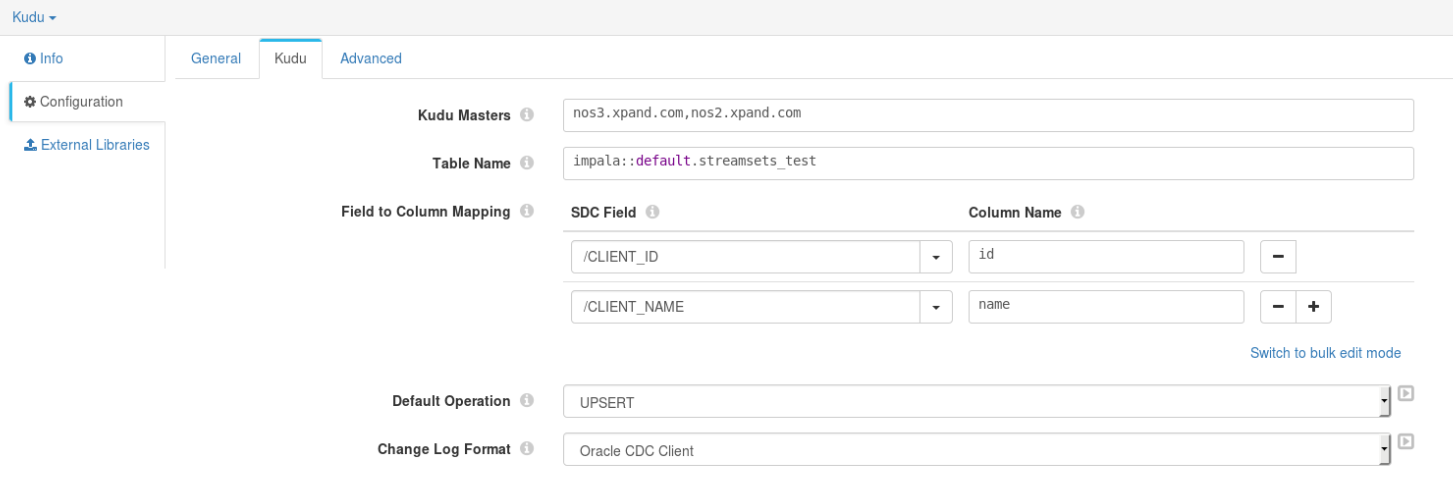 Kudu
Info
General Kudu Advanced
Configuration
External Libraries
Kudu Masters nos3.xpand.com,nos2.xpand.com
Table Name impala::default.streamsets_test
Field to Column Mapping SDC Field Column Name
/CLIENT_ID id
/CLIENT_NAME name
Switch to bulk edit mode
Default Operation UPSERT
Change Log Format Oracle CDC Client